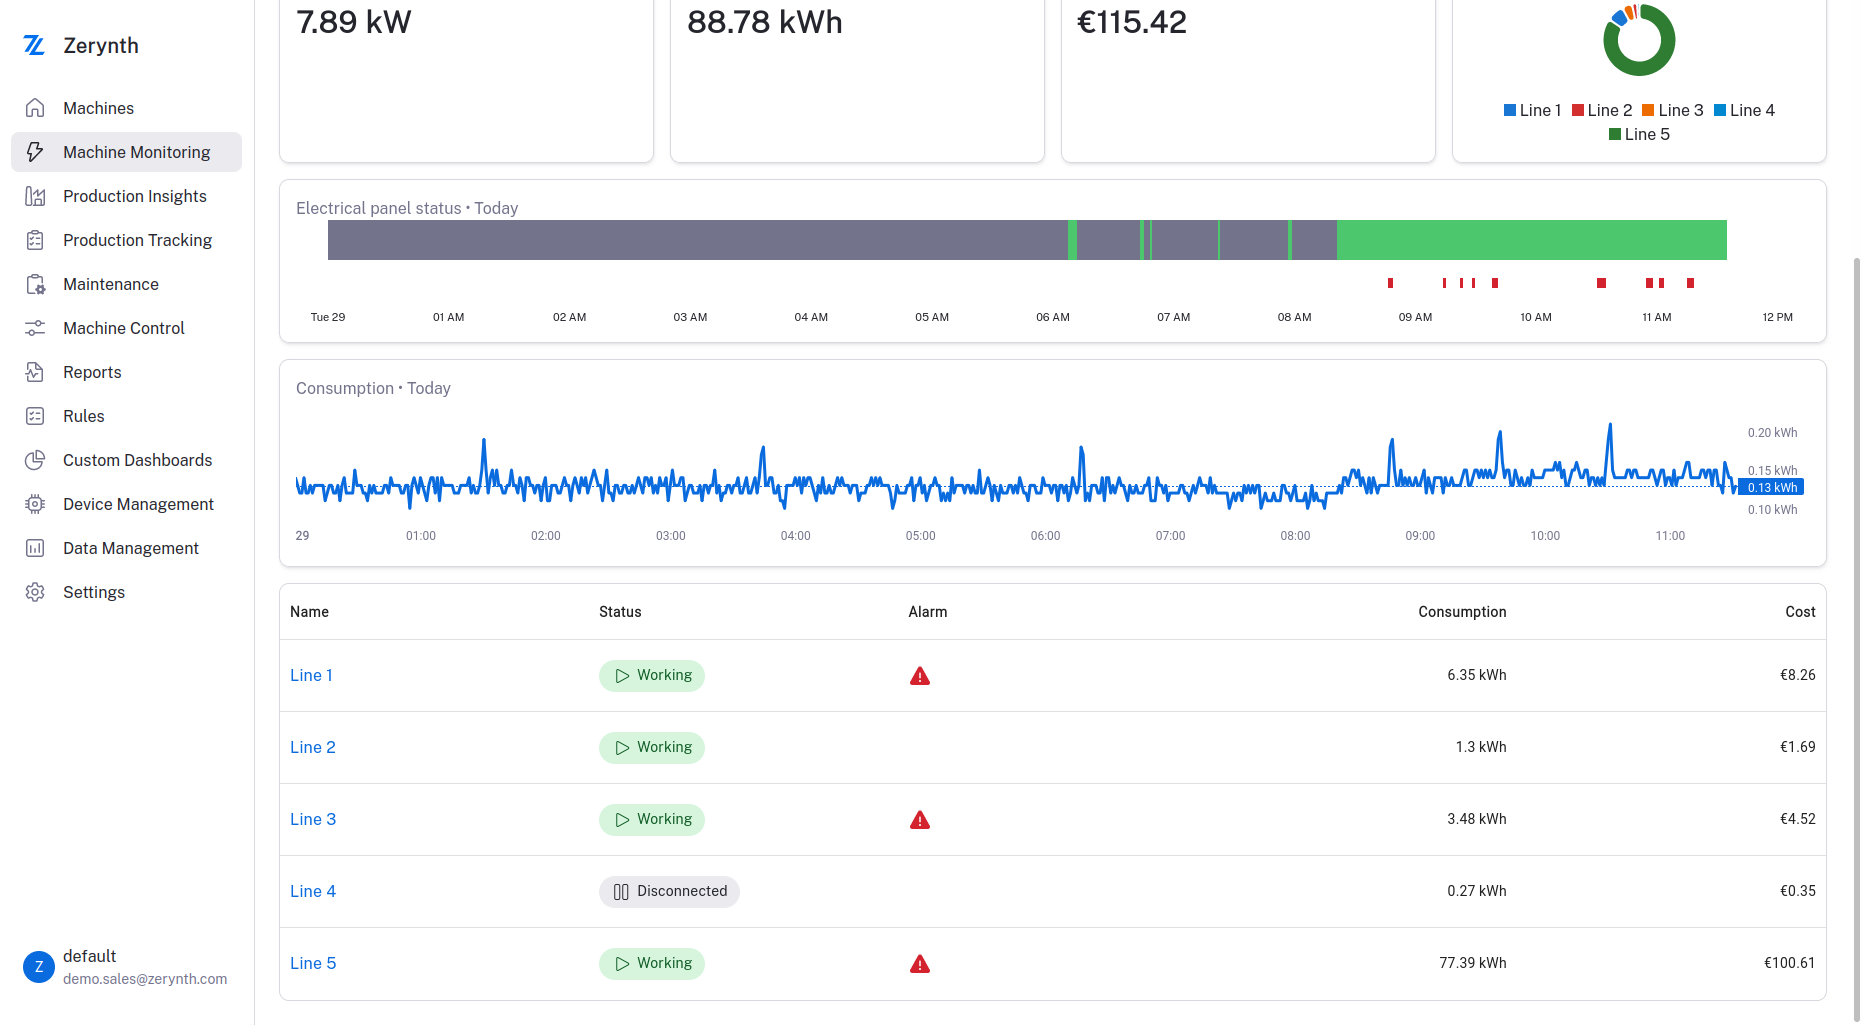 Zerynth
Machines
Machine Monitoring
Production Insights
Production Tracking
Maintenance
Machine Control
Reports
Rules
Custom Dashboards
Device Management
Data Management
Settings
Z
default
demo.sales@zerynth.com
7.89 kW
88.78 kWh
€115.42
Line 1 Line 2 Line 3 Line 4
Line 5
Electrical panel status • Today
Tue 29 01 AM 02 AM 03 AM 04 AM 05 AM 06 AM 07 AM 08 AM 09 AM 10 AM 11 AM 12 PM
Consumption • Today
0.20 kWh
0.15 kWh
0.13 kWh
0.10 kWh
29 01:00 02:00 03:00 04:00 05:00 06:00 07:00 08:00 09:00 10:00 11:00
Name Status Alarm Consumption Cost
Line 1 Working 6.35 kWh €8.26
Line 2 Working 1.3 kWh €1.69
Line 3 Working 3.48 kWh €4.52
Line 4 Disconnected 0.27 kWh €0.35
Line 5 Working 77.39 kWh €100.61